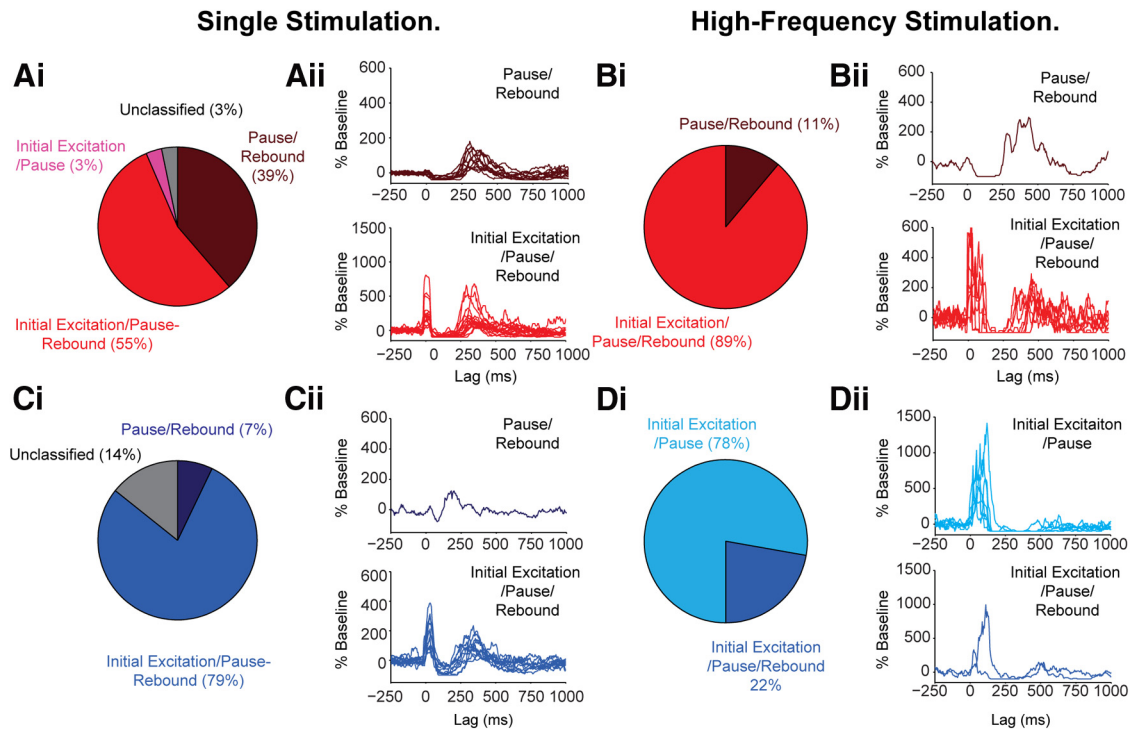 Single Stimulation.
High-Frequency Stimulation.
Ai
Unclassified (3%)
Initial Excitation
/Pause (3%)
Pause/
Rebound
(39%)
Initial Excitation/Pause-
Rebound (55%)
Aii
Pause/
Rebound
% Baseline
600
400
200
0
−250 0 250 500 750 1000
Initial Excitation
/Pause/
Rebound
% Baseline
1500
1000
500
0
−250 0 250 500 750 1000
Lag (ms)
Bi
Pause/Rebound (11%)
Initial Excitation/
Pause/Rebound (89%)
Bii
Pause/
Rebound
% Baseline
600
400
200
0
−250 0 250 500 750 1000
Initial Excitation
/Pause/
Rebound
% Baseline
600
400
200
0
−250 0 250 500 750 1000
Lag (ms)
Ci
Pause/Rebound (7%)
Unclassified (14%)
Initial Excitation/Pause-
Rebound (79%)
Cii
Pause/
Rebound
% Baseline
600
400
200
0
−250 0 250 500 750 1000
Initial Excitation
/Pause/
Rebound
% Baseline
600
400
200
0
−250 0 250 500 750 1000
Lag (ms)
Di
Initial Excitation
/Pause (78%)
Initial Excitation
/Pause/Rebound
22%
Dii
Initial Excitaiton
/Pause
% Baseline
1500
1000
500
0
−250 0 250 500 750 1000
Initial Excitation
/Pause/
Rebound
% Baseline
1500
1000
500
0
−250 0 250 500 750 1000
Lag (ms)